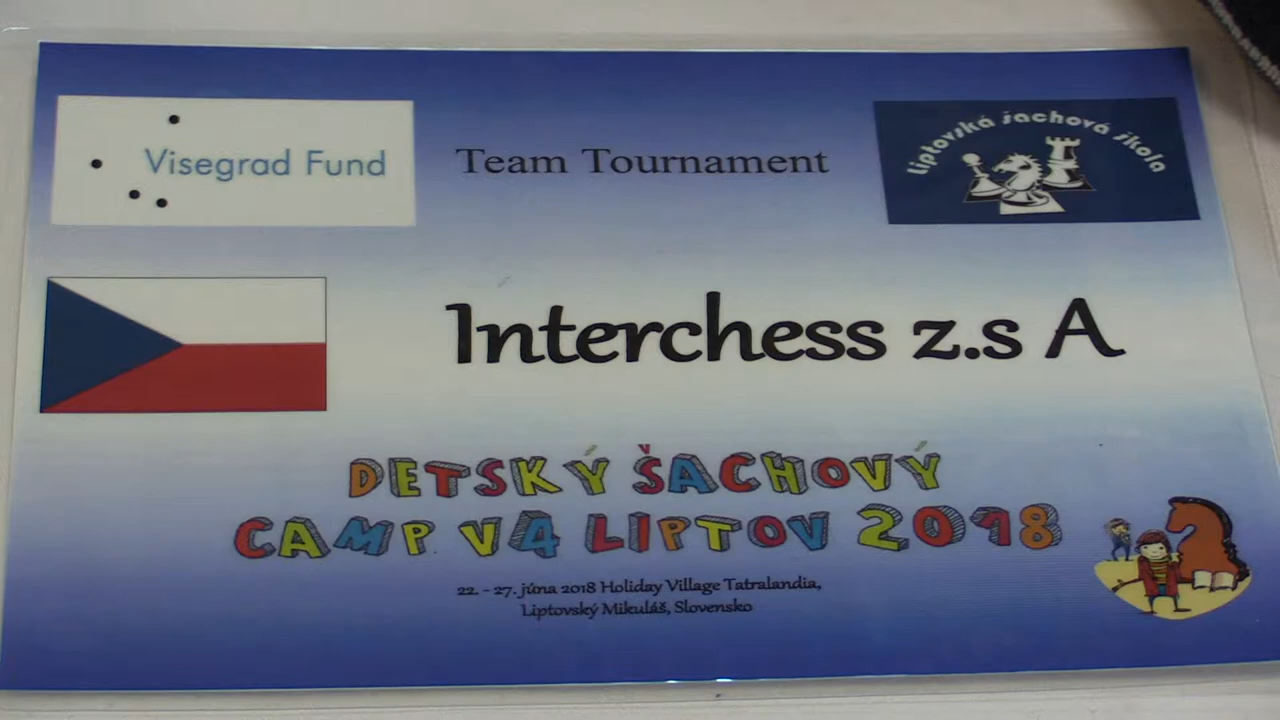 Visegrad Fund
Team Tournament
Liptovská šachová škola
Interchess z.s A
DETSKÝ ŠACHOVÝ
CAMP V4 LIPTOV 2018
22. - 27. júna 2018 Holiday Village Tatralandia,
Liptovský Mikuláš, Slovensko